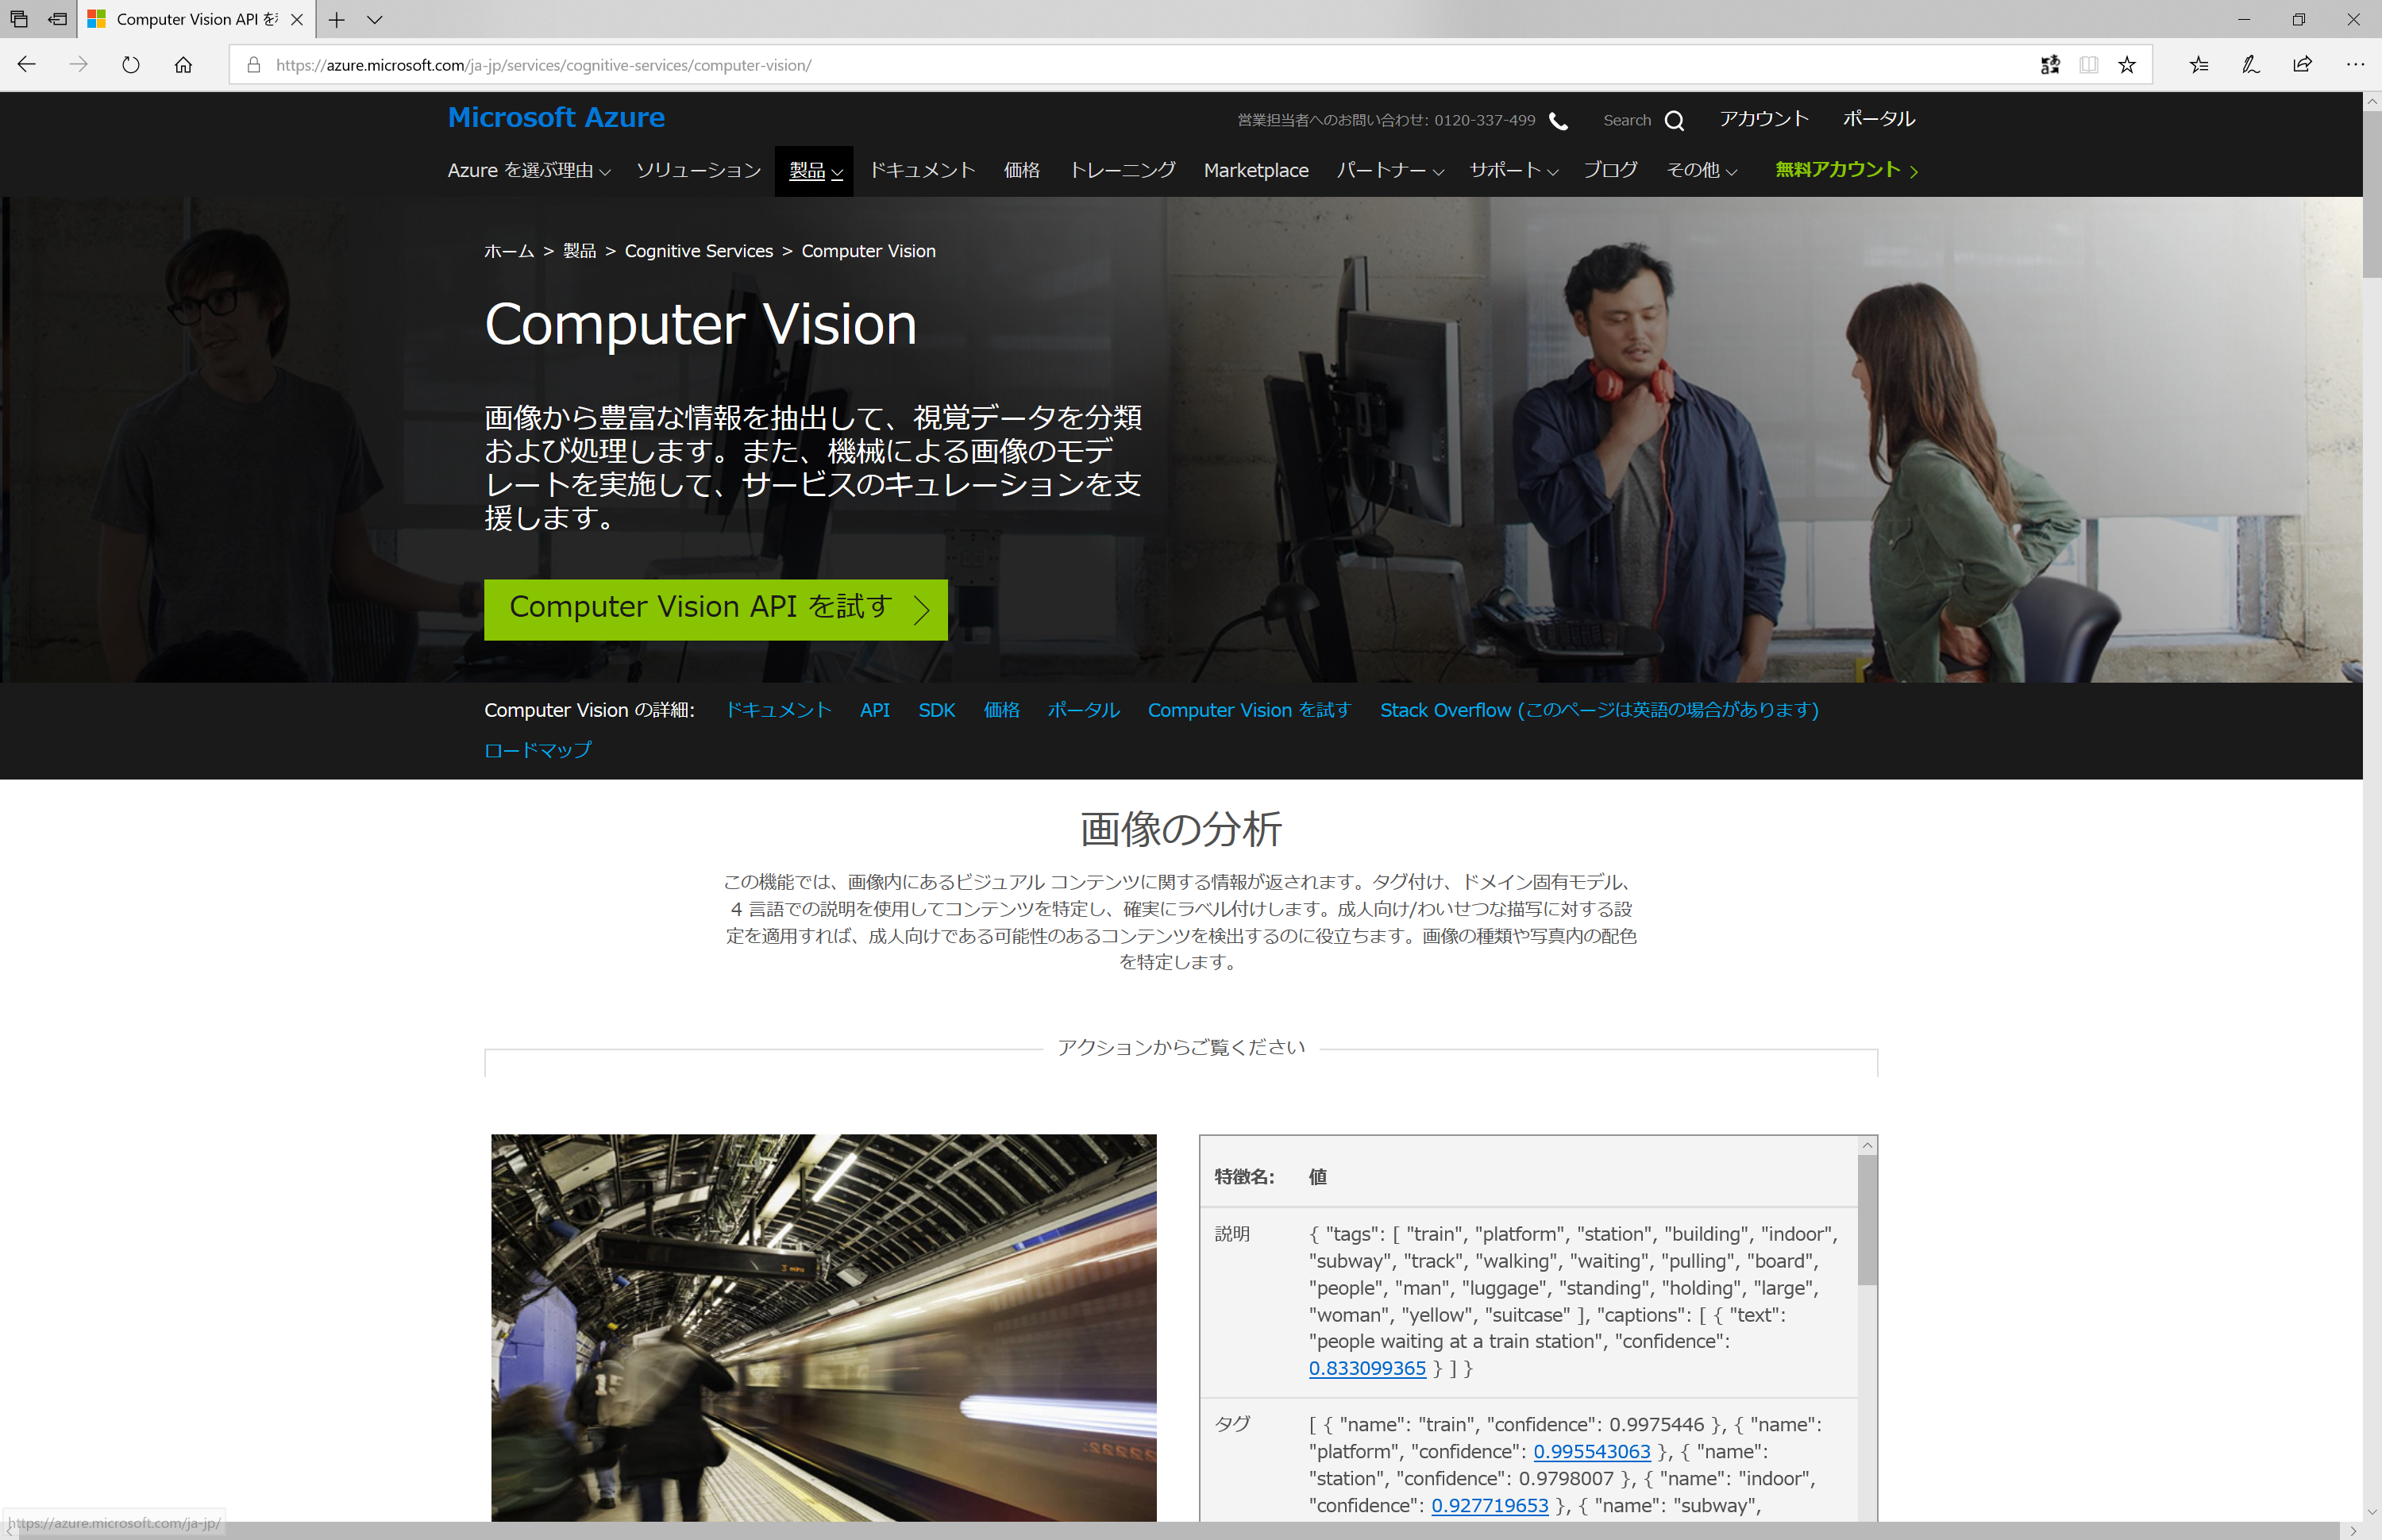 Computer Vision API を
https://azure.microsoft.com/ja-jp/services/cognitive-services/computer-vision/
Microsoft Azure
営業担当者へのお問い合わせ: 0120-337-499
Search
アカウント
ポータル
Azure を選ぶ理由
ソリューション
製品
ドキュメント
価格
トレーニング
Marketplace
パートナー
サポート
ブログ
その他
無料アカウント
ホーム > 製品 > Cognitive Services > Computer Vision
Computer Vision
画像から豊富な情報を抽出して、視覚データを分類
および処理します。また、機械による画像のモデ
レートを実施して、サービスのキュレーションを支
援します。
Computer Vision API を試す
Computer Vision の詳細: ドキュメント API SDK 価格 ポータル Computer Vision を試す Stack Overflow (このページは英語の場合があります)
ロードマップ
画像の分析
この機能では、画像内にあるビジュアル コンテンツに関する情報が返されます。タグ付け、ドメイン固有モデル、
4 言語での説明を使用してコンテンツを特定し、確実にラベル付けします。成人向け/わいせつな描写に対する設
定を適用すれば、成人向けである可能性のあるコンテンツを検出するのに役立ちます。画像の種類や写真内の配色
を特定します。
アクションからご覧ください
3 mins
15
特徴名: 値
説明
{ "tags": [ "train", "platform", "station", "building", "indoor",
"subway", "track", "walking", "waiting", "pulling", "board",
"people", "man", "luggage", "standing", "holding", "large",
"woman", "yellow", "suitcase" ], "captions": [ { "text":
"people waiting at a train station", "confidence":
0.833099365 } ] }
タグ
[ { "name": "train", "confidence": 0.9975446 }, { "name":
"platform", "confidence": 0.995543063 }, { "name":
"station", "confidence": 0.9798007 }, { "name": "indoor",
"confidence": 0.927719653 }, { "name": "subway",
https://azure.microsoft.com/ja-jp/